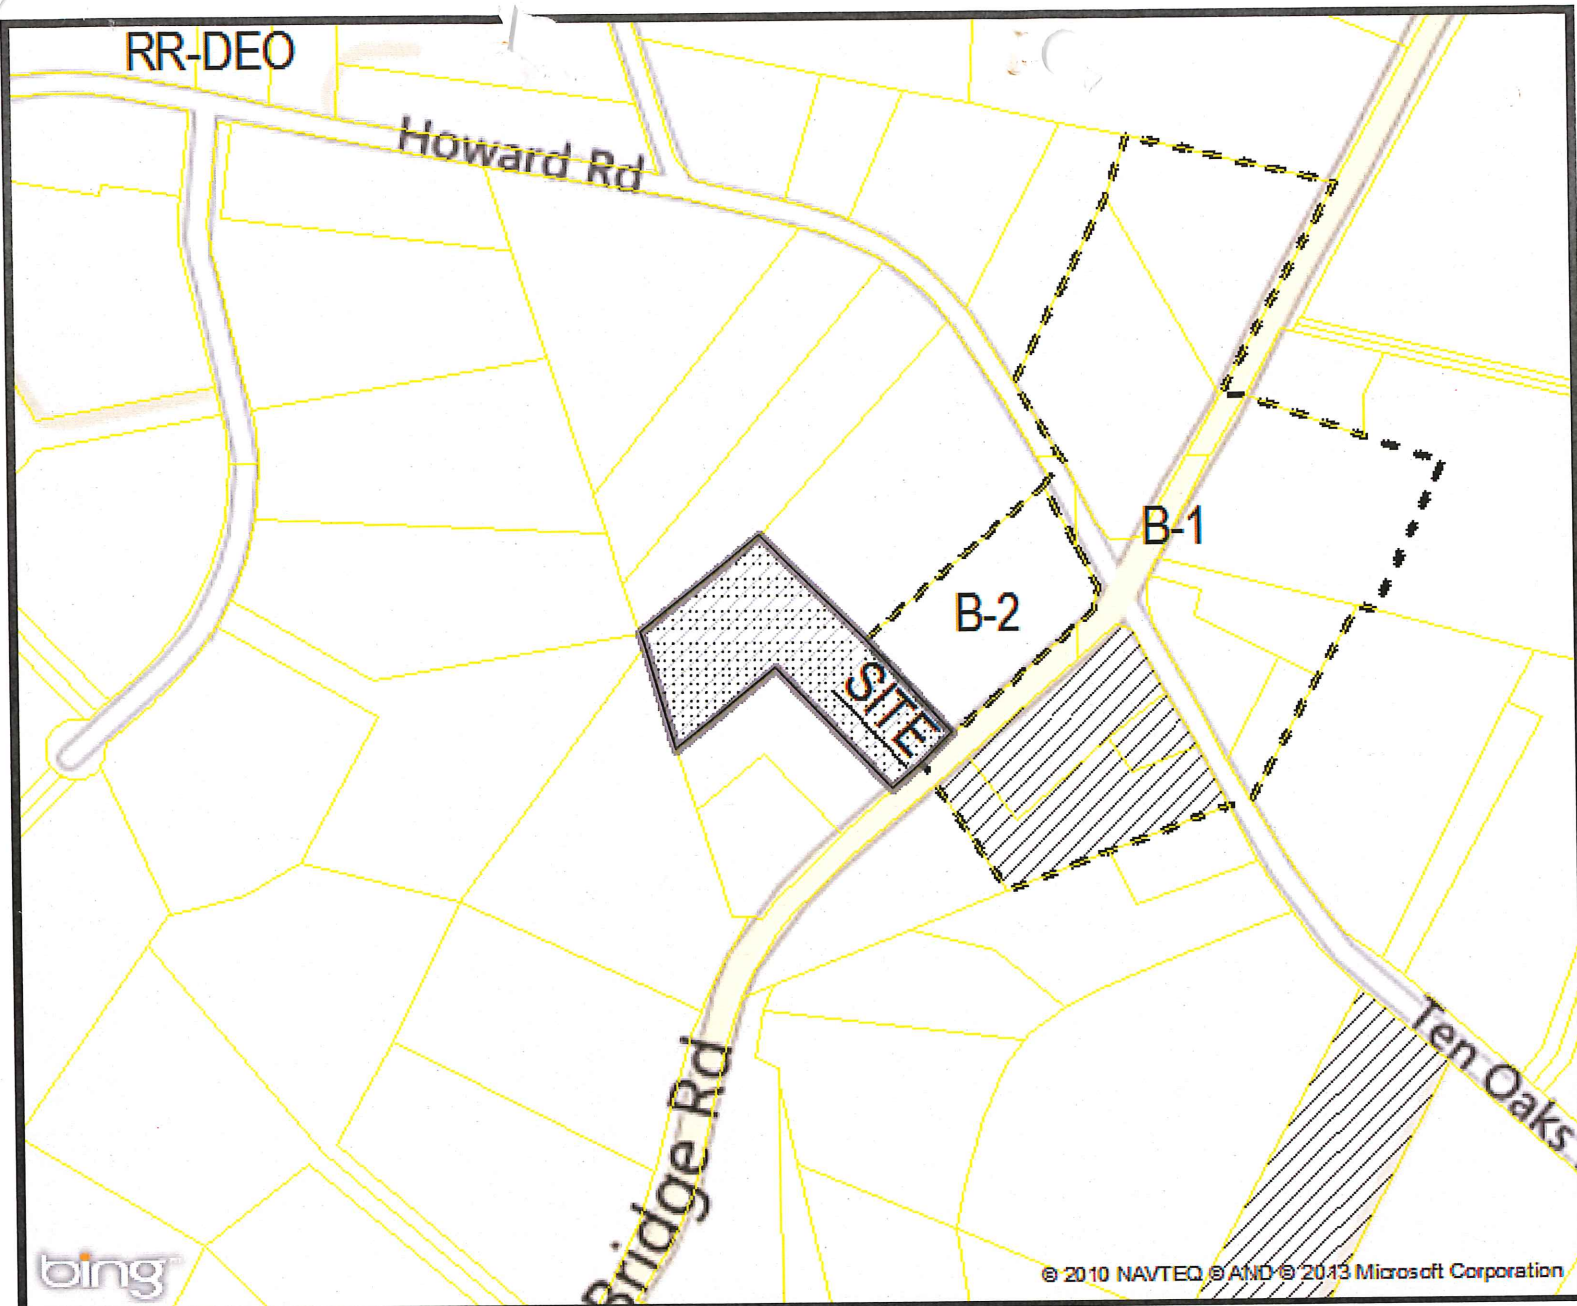 RR-DEO
Howard Rd
B-1
B-2
SITE
Ten Oaks
Bridge Rd
bing
© 2010 NAVTEQ © AND © 2013 Microsoft Corporation